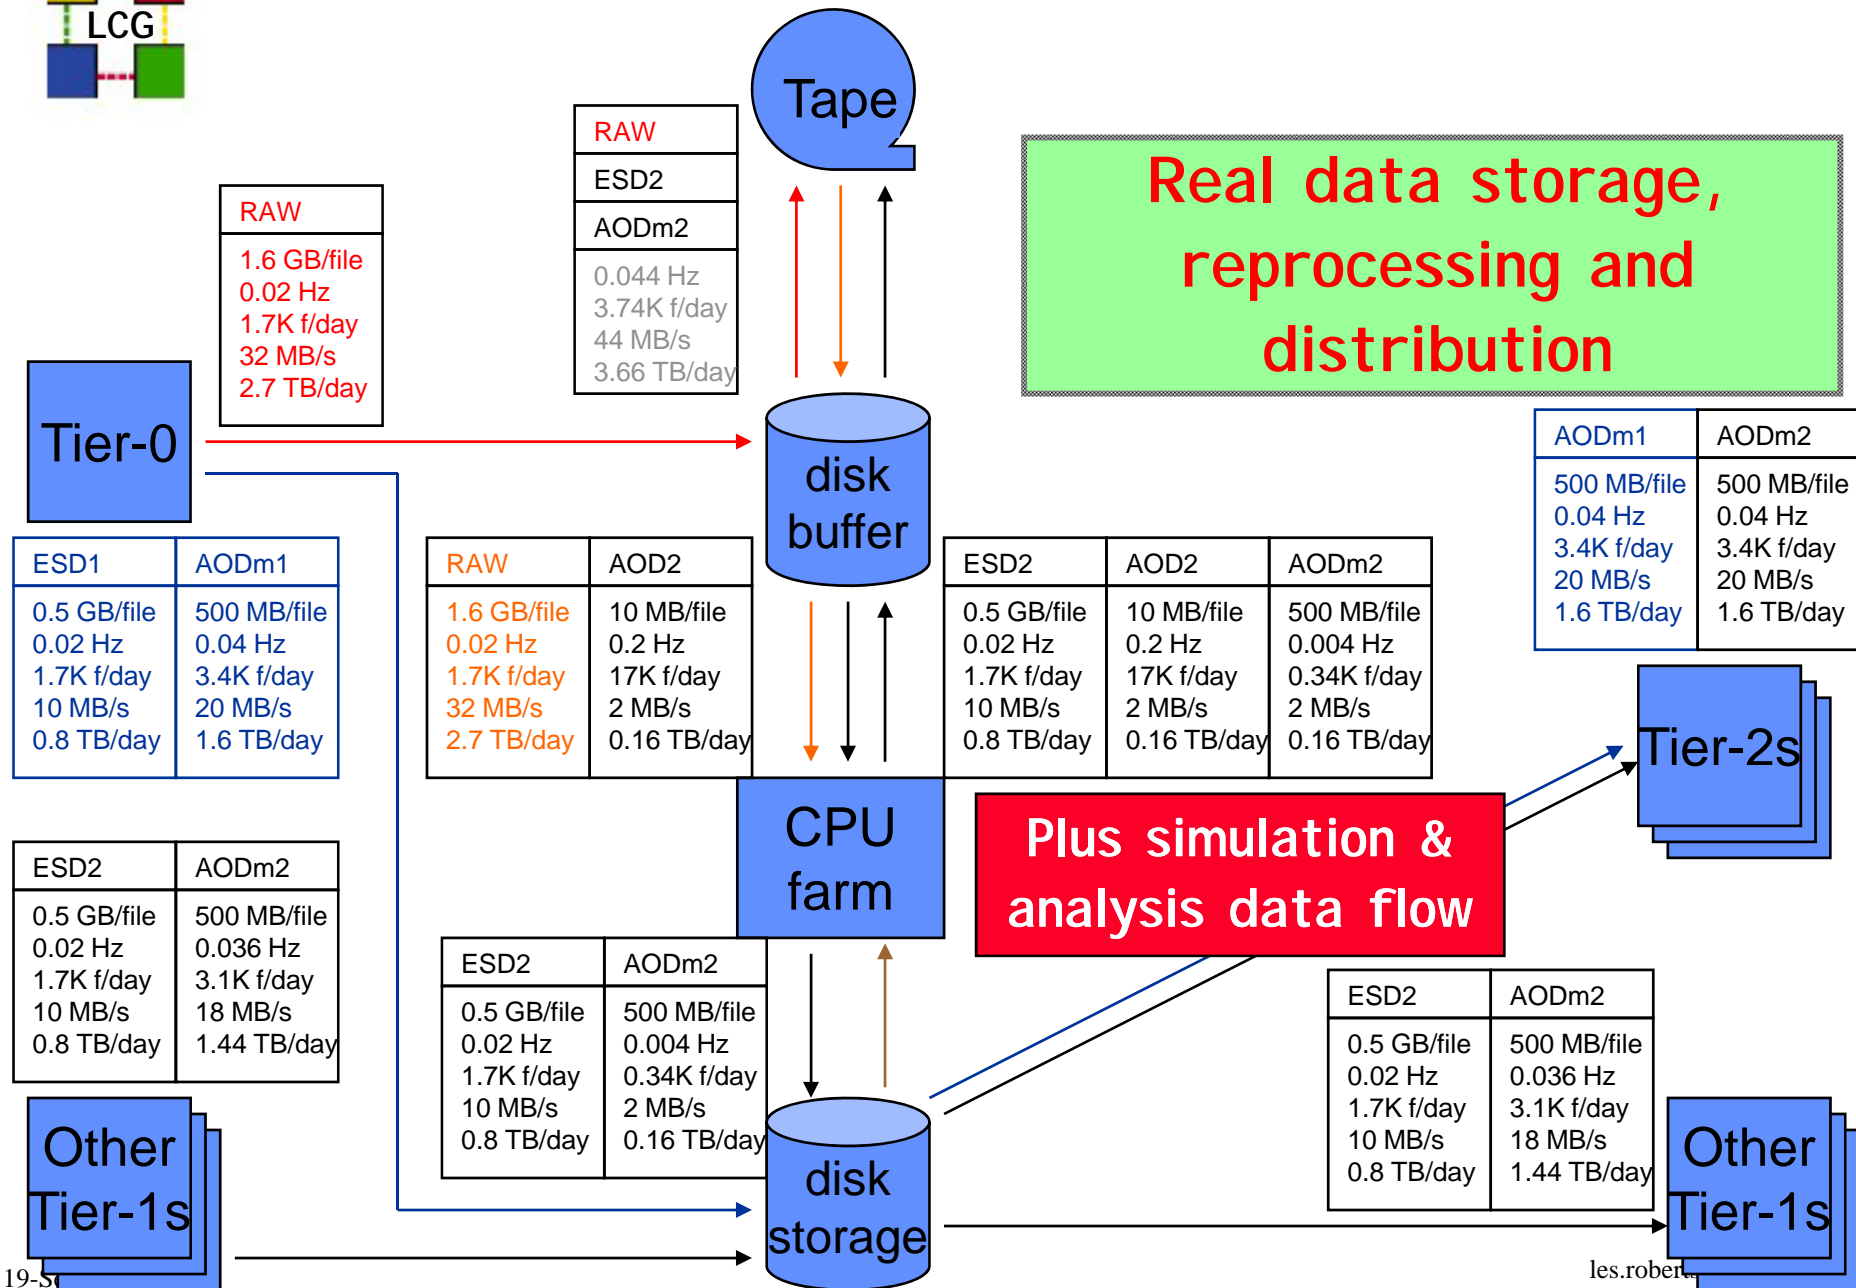 LCG
Tape
RAW
ESD2
AODm2
0.044 Hz
3.74K f/day
44 MB/s
3.66 TB/day
Real data storage,
reprocessing and
distribution
RAW
1.6 GB/file
0.02 Hz
1.7K f/day
32 MB/s
2.7 TB/day
Tier-0
disk
buffer
AODm1
500 MB/file
0.04 Hz
3.4K f/day
20 MB/s
1.6 TB/day
AODm2
500 MB/file
0.04 Hz
3.4K f/day
20 MB/s
1.6 TB/day
ESD1
0.5 GB/file
0.02 Hz
1.7K f/day
10 MB/s
0.8 TB/day
AODm1
500 MB/file
0.04 Hz
3.4K f/day
20 MB/s
1.6 TB/day
RAW
1.6 GB/file
0.02 Hz
1.7K f/day
32 MB/s
2.7 TB/day
AOD2
10 MB/file
0.2 Hz
17K f/day
2 MB/s
0.16 TB/day
ESD2
0.5 GB/file
0.02 Hz
1.7K f/day
10 MB/s
0.8 TB/day
AOD2
10 MB/file
0.2 Hz
17K f/day
2 MB/s
0.16 TB/day
AODm2
500 MB/file
0.004 Hz
0.34K f/day
2 MB/s
0.16 TB/day
Tier-2s
CPU
farm
Plus simulation &
analysis data flow
ESD2
0.5 GB/file
0.02 Hz
1.7K f/day
10 MB/s
0.8 TB/day
AODm2
500 MB/file
0.036 Hz
3.1K f/day
18 MB/s
1.44 TB/day
ESD2
0.5 GB/file
0.02 Hz
1.7K f/day
10 MB/s
0.8 TB/day
AODm2
500 MB/file
0.004 Hz
0.34K f/day
2 MB/s
0.16 TB/day
ESD2
0.5 GB/file
0.02 Hz
1.7K f/day
10 MB/s
0.8 TB/day
AODm2
500 MB/file
0.036 Hz
3.1K f/day
18 MB/s
1.44 TB/day
Other
Tier-1s
disk
storage
Other
Tier-1s